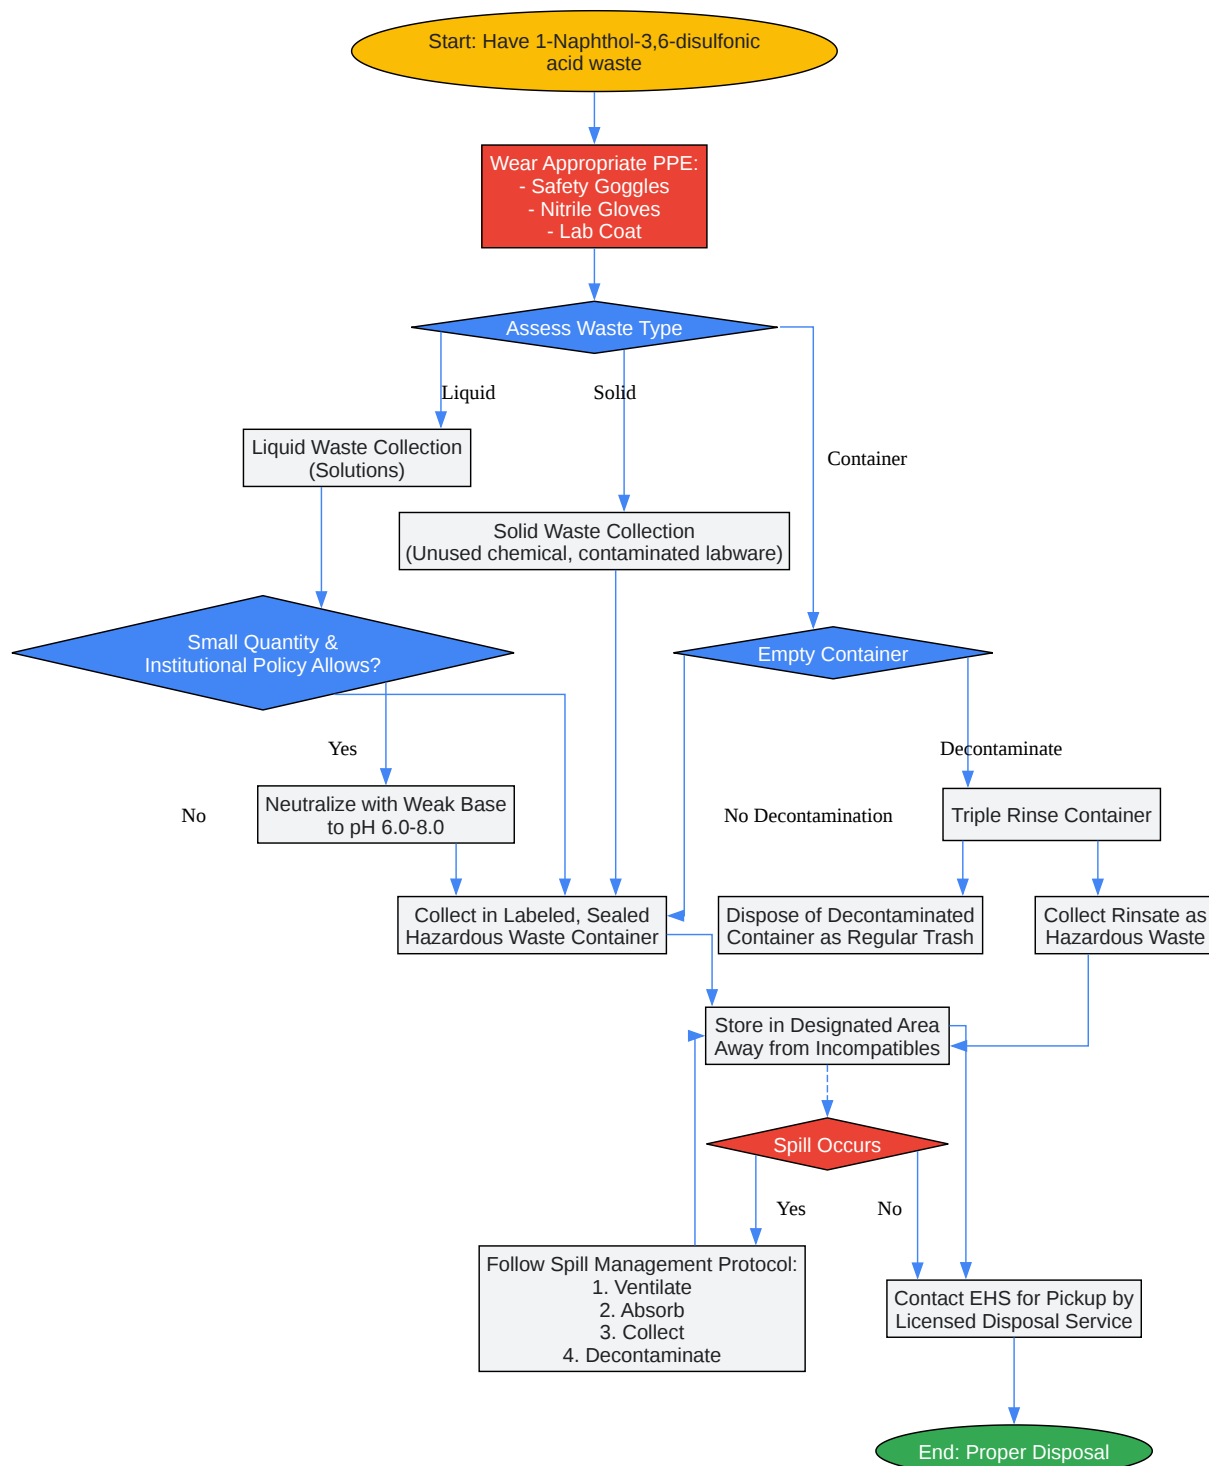 Start: Have 1-Naphthol-3,6-disulfonic
acid waste
Wear Appropriate PPE:
- Safety Goggles
- Nitrile Gloves
- Lab Coat
Assess Waste Type
Liquid
Solid
Container
Liquid Waste Collection
(Solutions)
Solid Waste Collection
(Unused chemical, contaminated labware)
Small Quantity &
Institutional Policy Allows?
Empty Container
Yes
Decontaminate
No
Neutralize with Weak Base
to pH 6.0-8.0
No Decontamination
Triple Rinse Container
Collect in Labeled, Sealed
Hazardous Waste Container
Dispose of Decontaminated
Container as Regular Trash
Collect Rinsate as
Hazardous Waste
Store in Designated Area
Away from Incompatibles
Spill Occurs
Yes
No
Follow Spill Management Protocol:
1. Ventilate
2. Absorb
3. Collect
4. Decontaminate
Contact EHS for Pickup by
Licensed Disposal Service
End: Proper Disposal